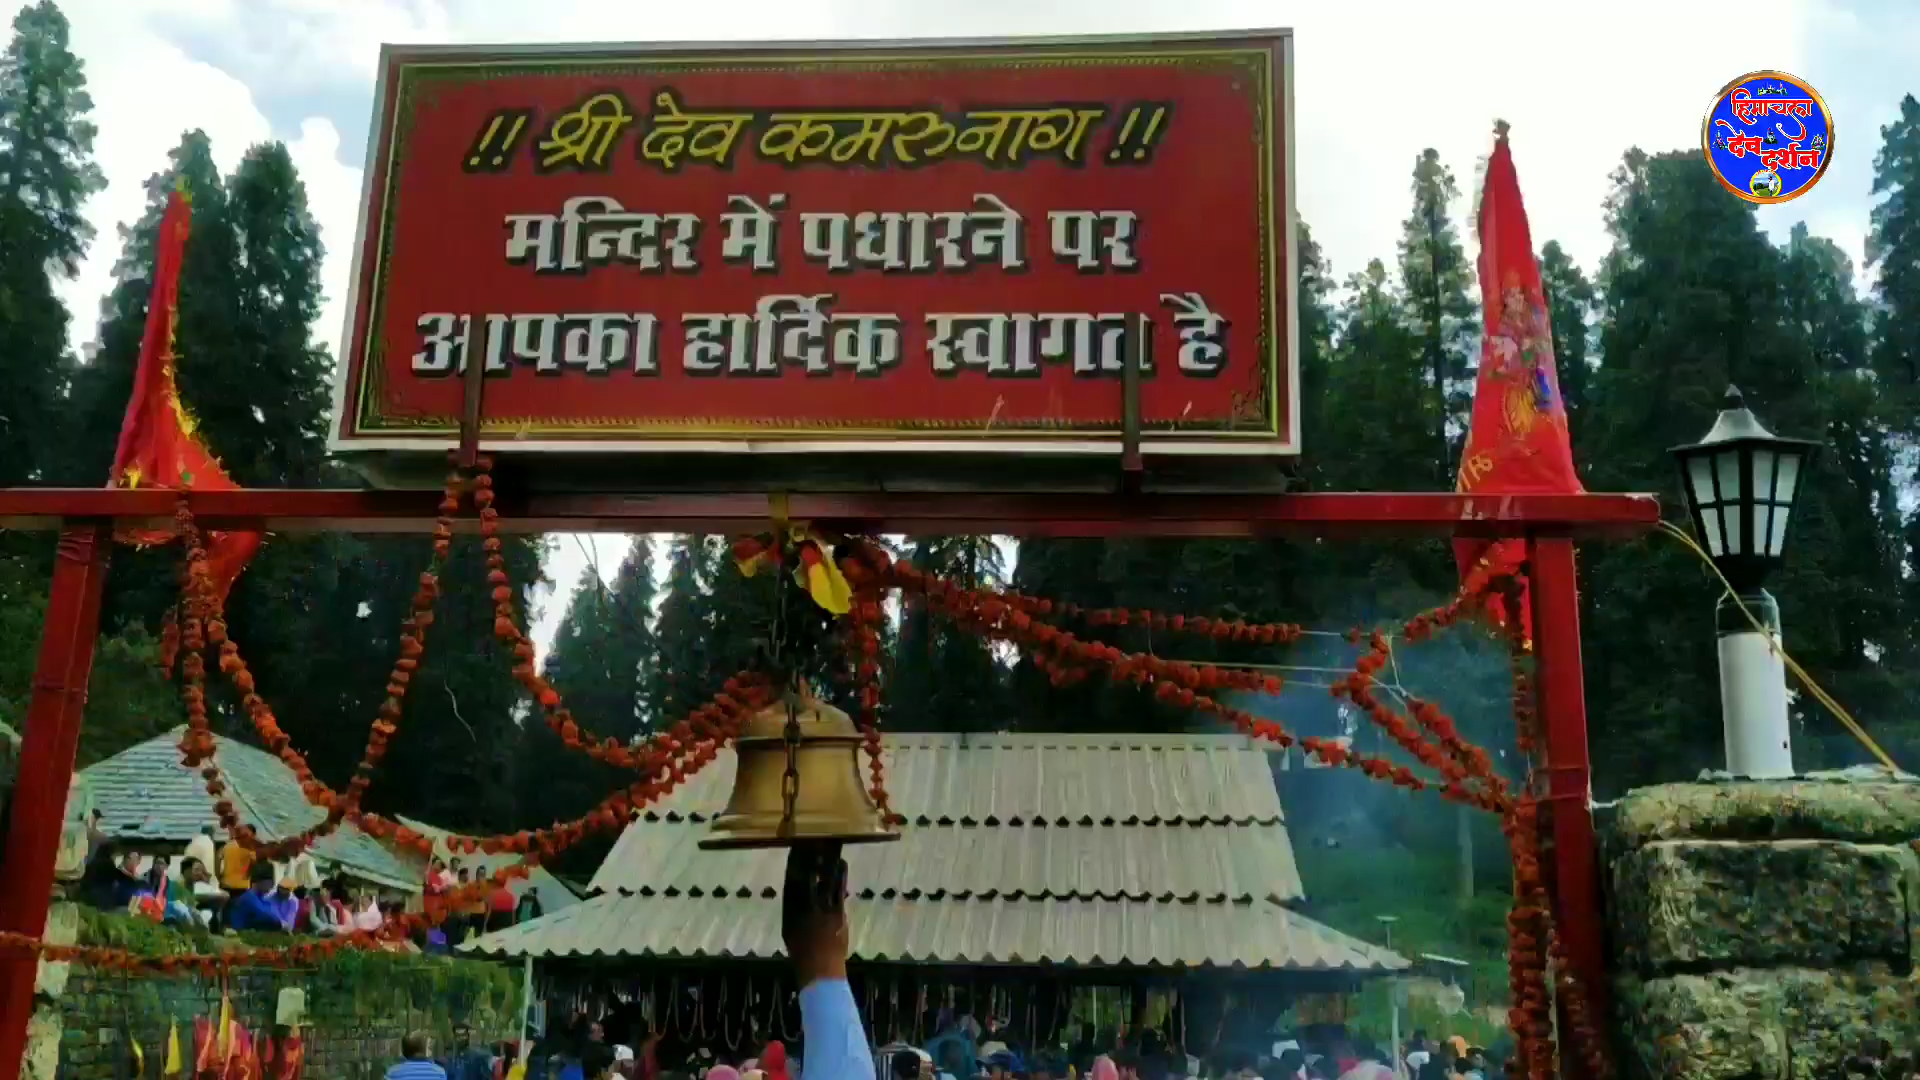 !! श्री देव कमरुनाग !!
मन्दिर में पधारने पर
आपका हार्दिक स्वागत है
हिमाचल
देव
दर्शन